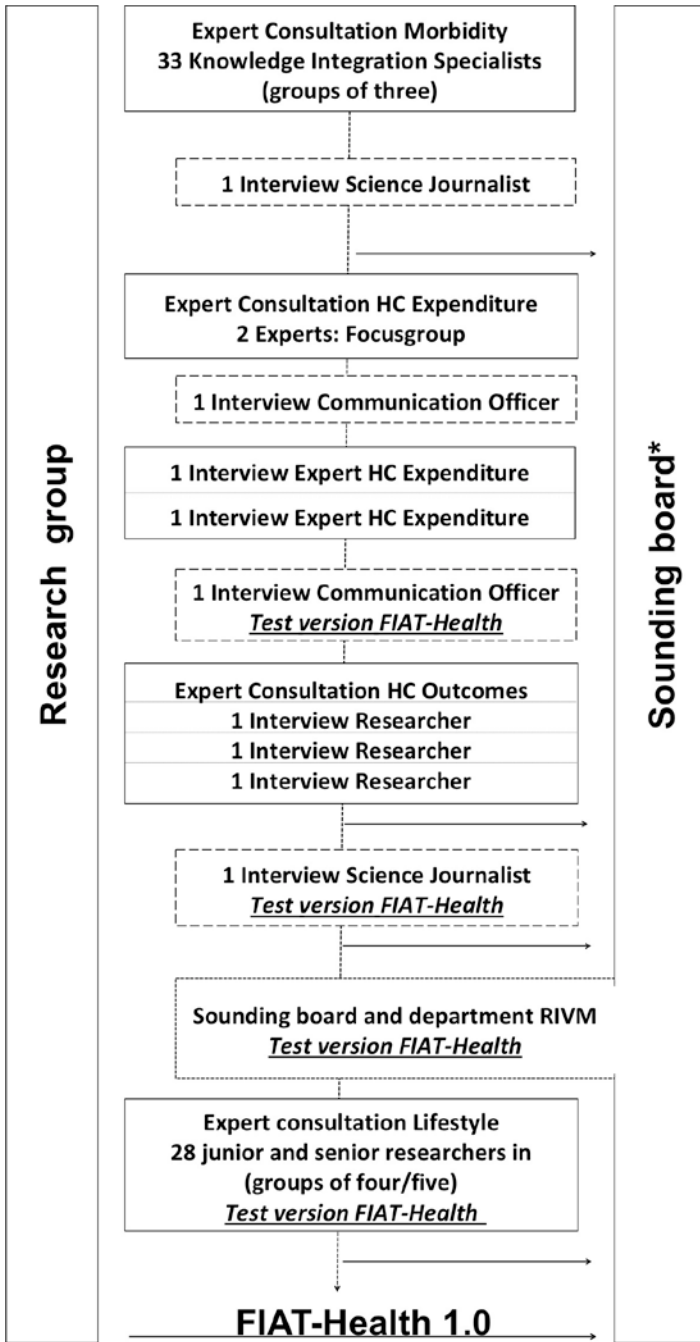 Research group
Expert Consultation Morbidity
33 Knowledge Integration Specialists
(groups of three)
1 Interview Science Journalist
Expert Consultation HC Expenditure
2 Experts: Focusgroup
1 Interview Communication Officer
1 Interview Expert HC Expenditure
1 Interview Expert HC Expenditure
1 Interview Communication Officer
Test version FIAT-Health
Expert Consultation HC Outcomes
1 Interview Researcher
1 Interview Researcher
1 Interview Researcher
1 Interview Science Journalist
Test version FIAT-Health
Sounding board and department RIVM
Test version FIAT-Health
Expert consultation Lifestyle
28 junior and senior researchers in
(groups of four/five)
Test version FIAT-Health
FIAT-Health 1.0
Sounding board*